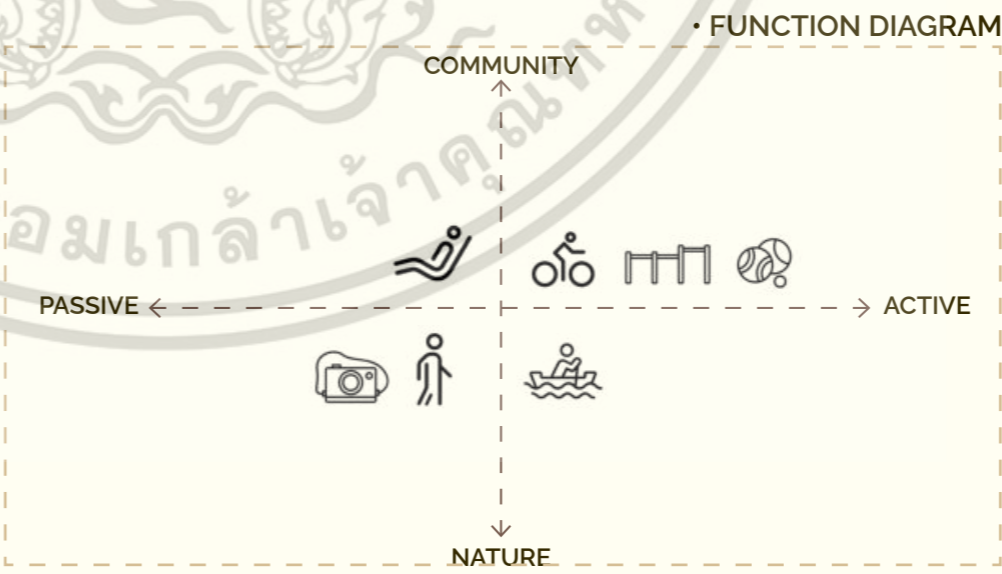 • FUNCTION DIAGRAM
COMMUNITY
อมเกล้าเจ้าคุณทห
PASSIVE
ACTIVE
NATURE